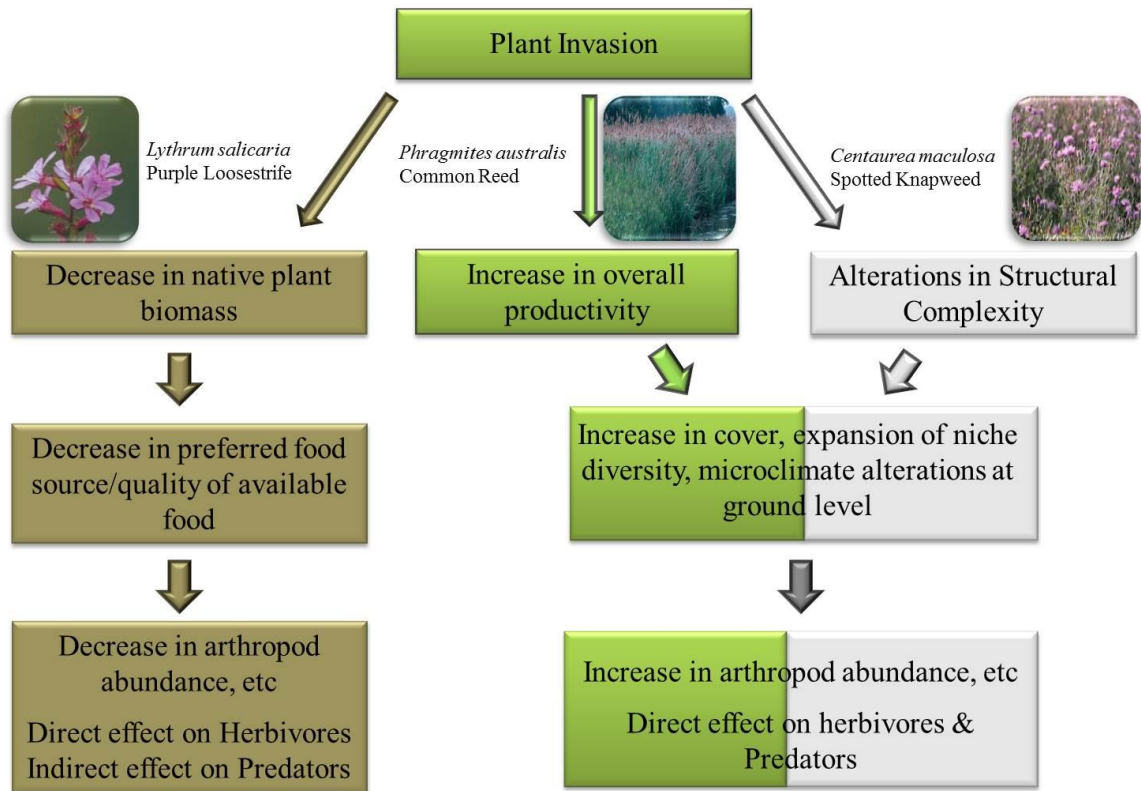 Plant Invasion
Lythrum salicaria
Purple Loosestrife
Phragmites australis
Common Reed
Centaurea maculosa
Spotted Knapweed
Decrease in native plant
biomass
Increase in overall
productivity
Alterations in Structural
Complexity
Decrease in preferred food
source/quality of available
food
Increase in cover, expansion of niche
diversity, microclimate alterations at
ground level
Decrease in arthropod
abundance, etc
Direct effect on Herbivores
Indirect effect on Predators
Increase in arthropod abundance, etc
Direct effect on herbivores &
Predators